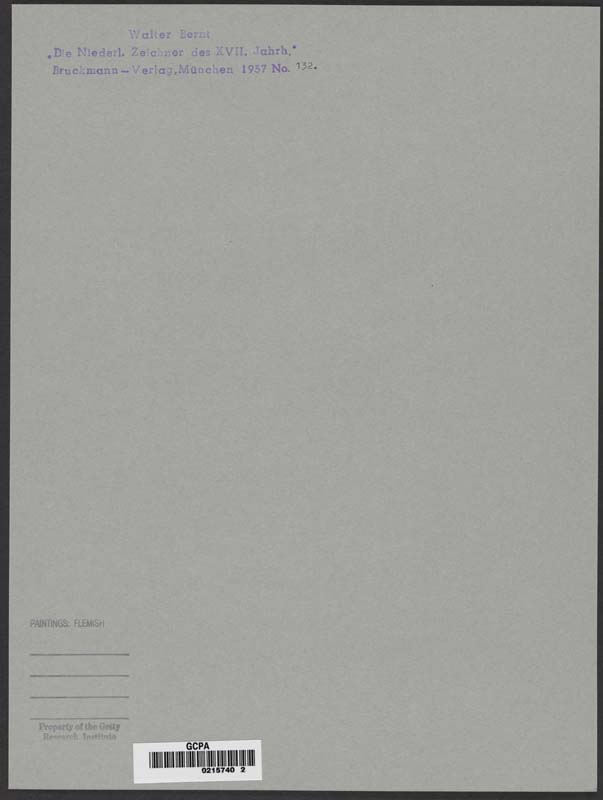 Walter Bernt
„Die Niederl. Zeichner des XVII. Jahrh.“
Bruckmann–Verlag, München 1957 No. 132.
PAINTINGS: FLEMISH
Property of the Getty
Research Institute
GCPA
0215740 2